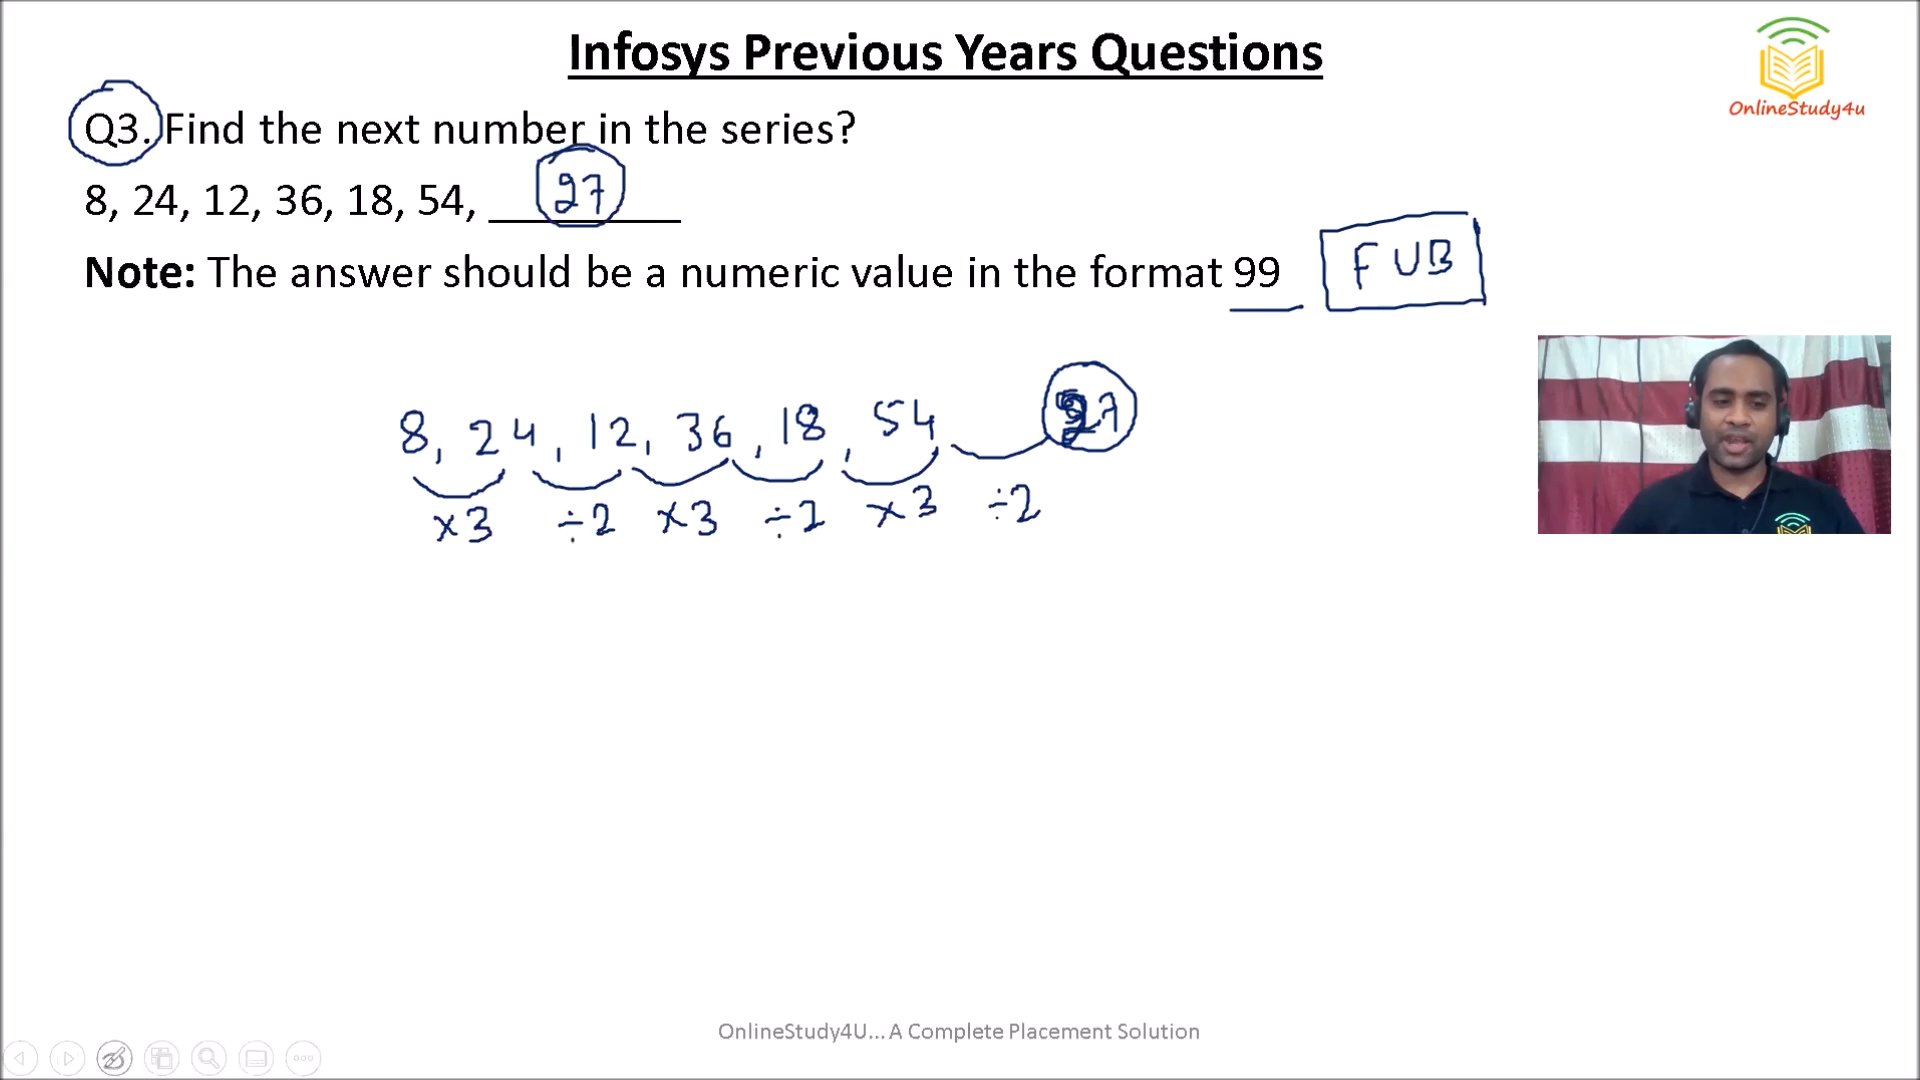 Infosys Previous Years Questions
OnlineStudy4u
Q3. Find the next number in the series?
8, 24, 12, 36, 18, 54, 27
Note: The answer should be a numeric value in the format 99
FUB
8, 24, 12, 36, 18, 54 27
×3 ÷2 ×3 ÷2 ×3 ÷2
OnlineStudy4U... A Complete Placement Solution